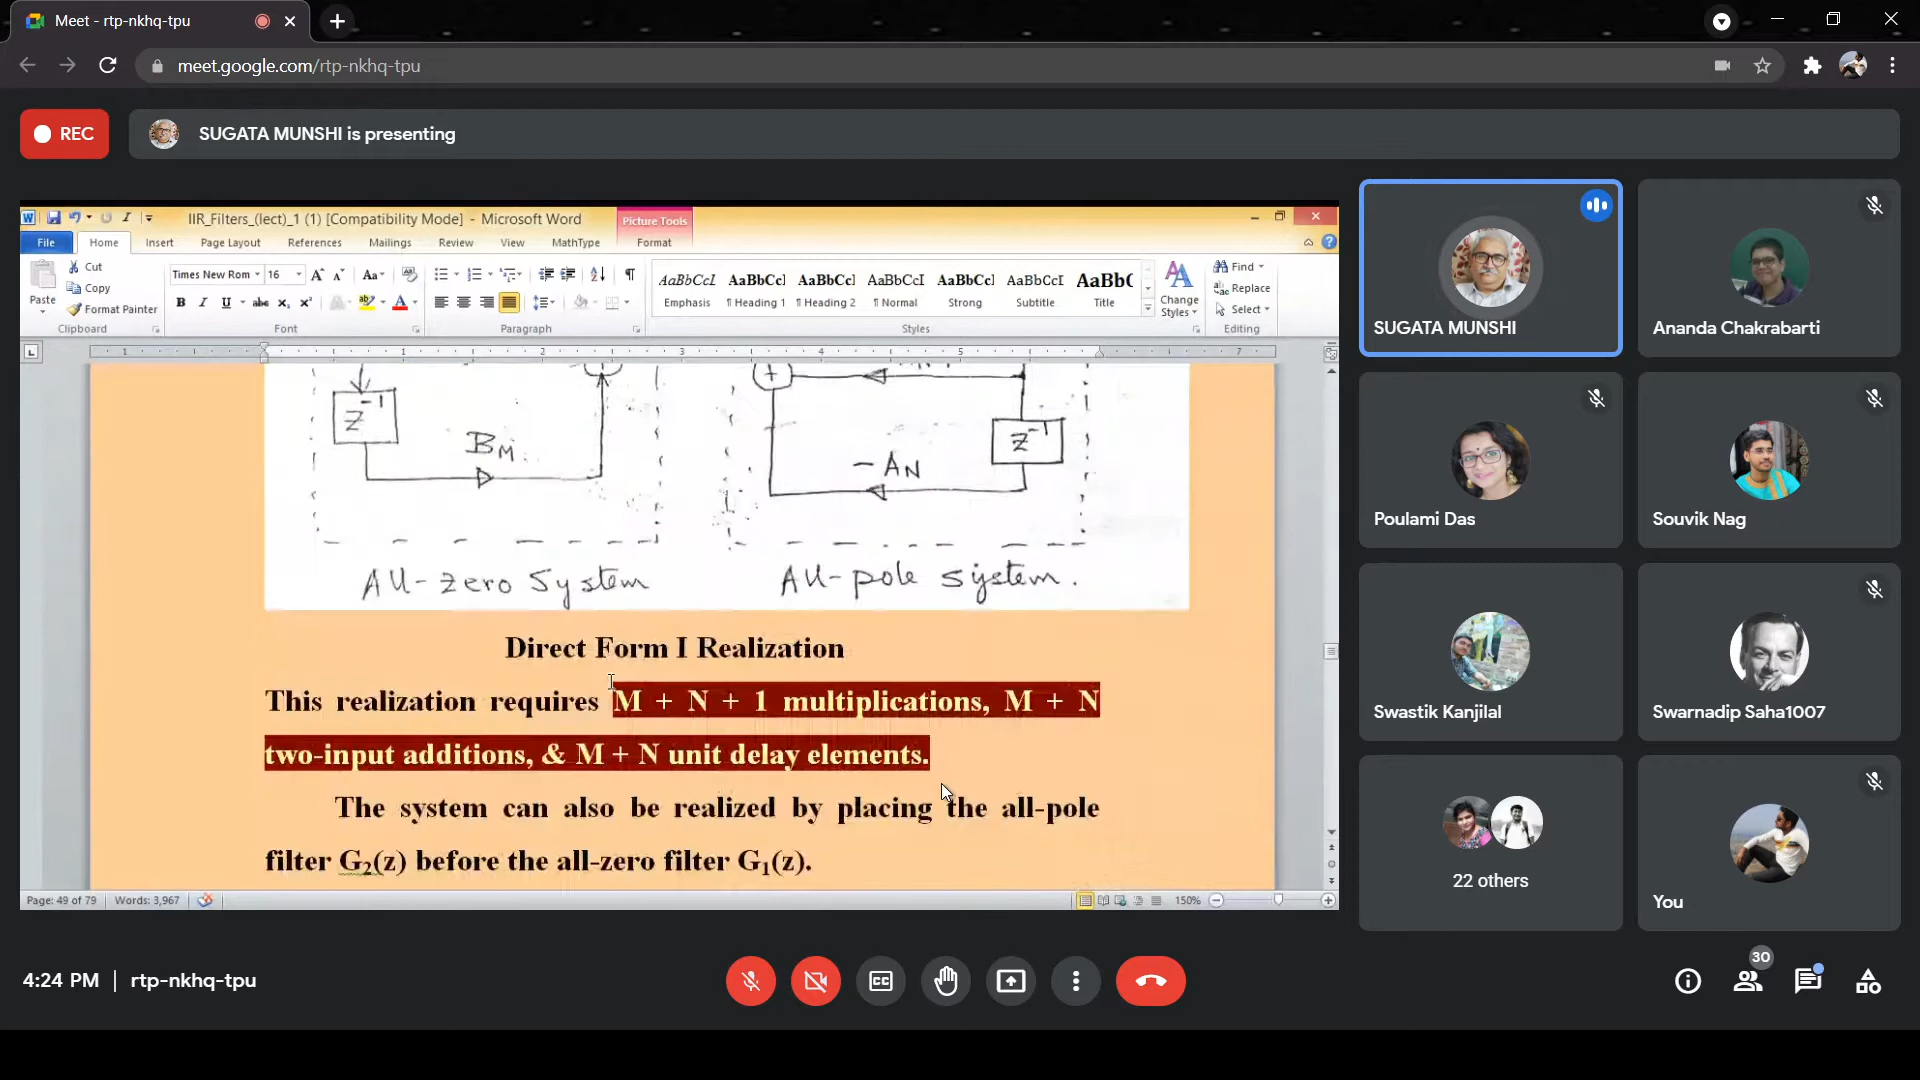 Meet - rtp-nkhq-tpu
meet.google.com/rtp-nkhq-tpu
REC
SUGATA MUNSHI is presenting
IIR_Filters_(lect)_1 (1) [Compatibility Mode] - Microsoft Word
Picture Tools
File Home Insert Page Layout References Mailings Review View MathType Format
Paste
Cut
Copy
Format Painter
Clipboard
Times New Rom 16
Font
Paragraph
AaBbCcI Emphasis
AaBbCcI ¶ Heading 1
AaBbCcI ¶ Heading 2
AaBbCcI ¶ Normal
AaBbCcI Strong
AaBbCcI Subtitle
AaBb( Title
Change Styles
Styles
Find
Replace
Select
Editing
Z⁻¹
B_M.
-A_N
Z⁻¹
All-zero System
All-pole system.
Direct Form I Realization
This realization requires M + N + 1 multiplications, M + N
two-input additions, & M + N unit delay elements.
The system can also be realized by placing the all-pole
filter G₂(z) before the all-zero filter G₁(z).
Page: 49 of 79 Words: 3,967 150%
SUGATA MUNSHI
Ananda Chakrabarti
Poulami Das
Souvik Nag
Swastik Kanjilal
Swarnadip Saha1007
22 others
You
4:24 PM | rtp-nkhq-tpu
30